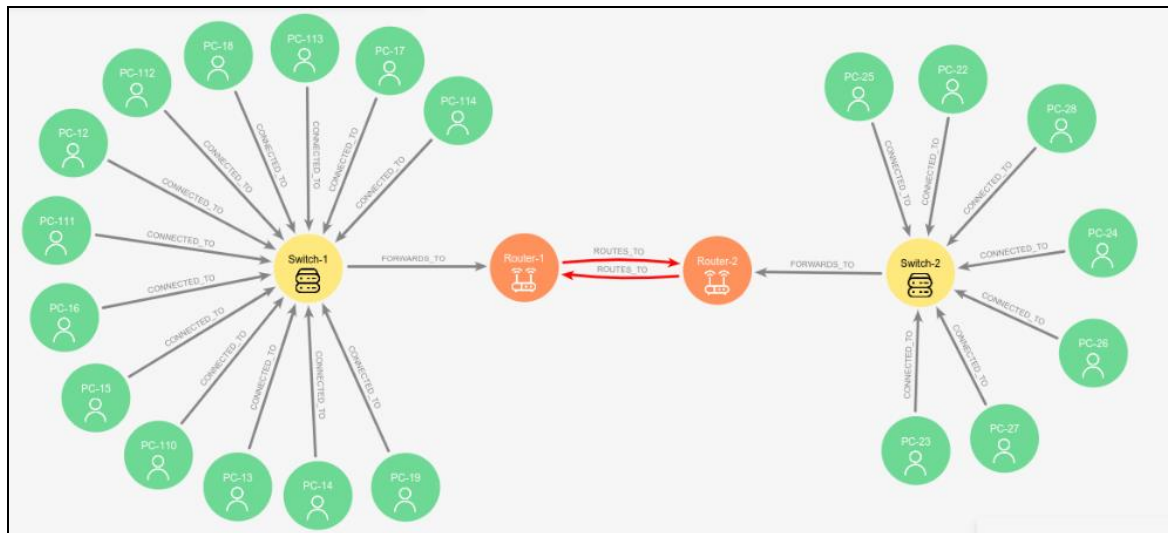 PC-18
PC-113
PC-17
PC-112
PC-114
PC-12
PC-111
PC-16
PC-15
PC-110
PC-13
PC-14
PC-19
CONNECTED_TO
CONNECTED_TO
CONNECTED_TO
CONNECTED_TO
CONNECTED_TO
CONNECTED_TO
CONNECTED_TO
CONNECTED_TO
CONNECTED_TO
CONNECTED_TO
CONNECTED_TO
CONNECTED_TO
CONNECTED_TO
Switch-1
FORWARDS_TO
Router-1
ROUTES_TO
ROUTES_TO
Router-2
FORWARDS_TO
Switch-2
PC-25
PC-22
PC-28
PC-24
PC-26
PC-27
PC-23
CONNECTED_TO
CONNECTED_TO
CONNECTED_TO
CONNECTED_TO
CONNECTED_TO
CONNECTED_TO
CONNECTED_TO